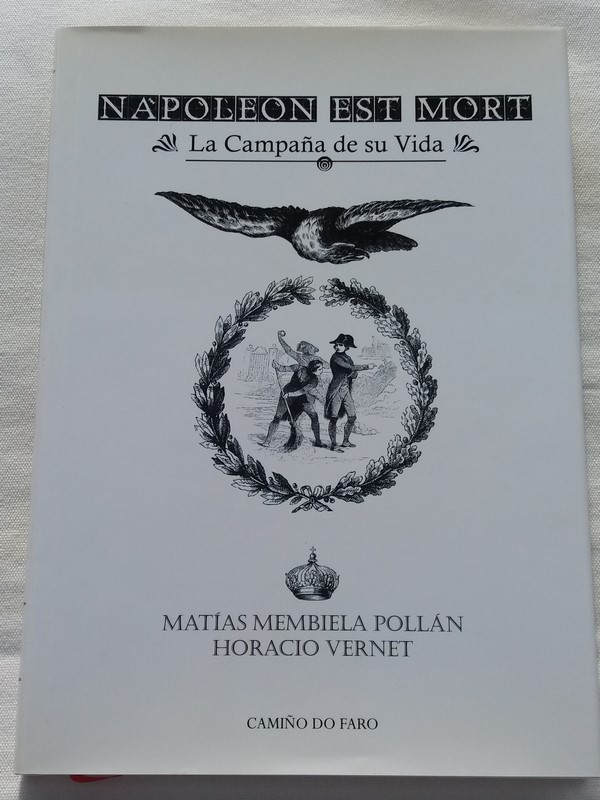 NAPOLEON EST MORT
La Campaña de su Vida
MATÍAS MEMBIELA POLLÁN
HORACIO VERNET
CAMIÑO DO FARO